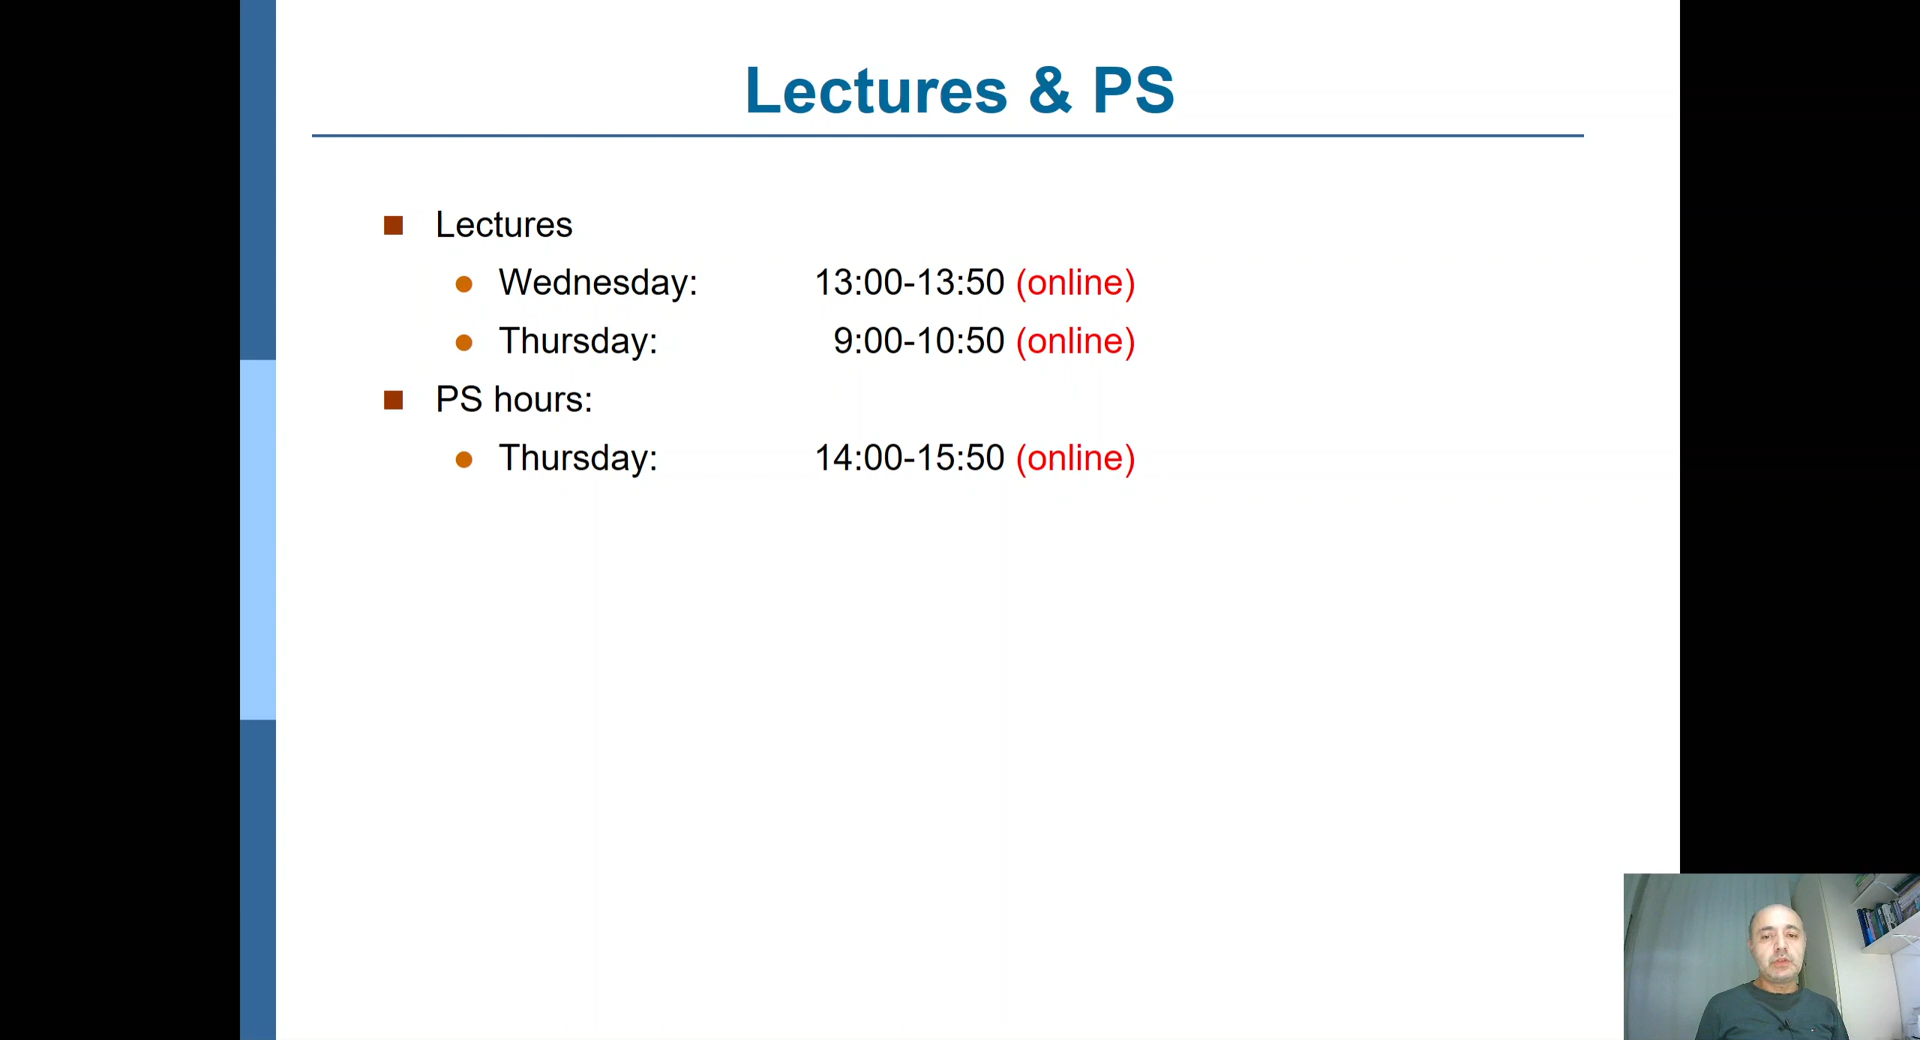 Lectures & PS
Lectures
Wednesday: 13:00-13:50 (online)
Thursday: 9:00-10:50 (online)
PS hours:
Thursday: 14:00-15:50 (online)